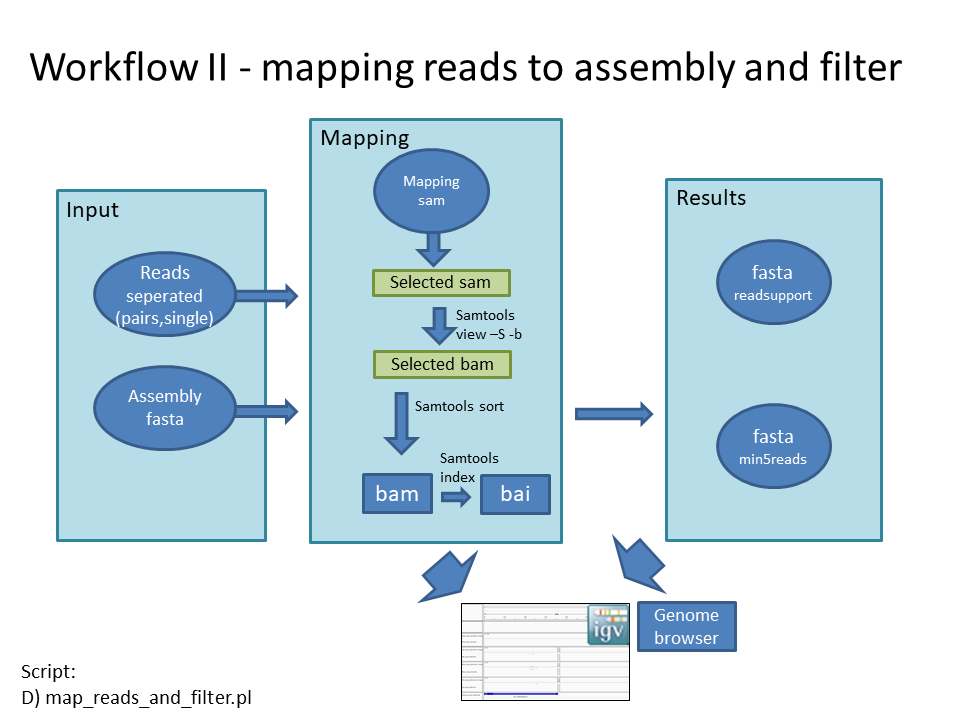 Workflow II - mapping reads to assembly and filter
Input
Reads
seperated
(pairs,single)
Assembly
fasta
Mapping
Mapping
sam
Selected sam
Samtools
view –S -b
Selected bam
Samtools sort
Samtools
index
bam
bai
Results
fasta
readsupport
fasta
min5reads
igv
Genome
browser
Script:
D) map_reads_and_filter.pl